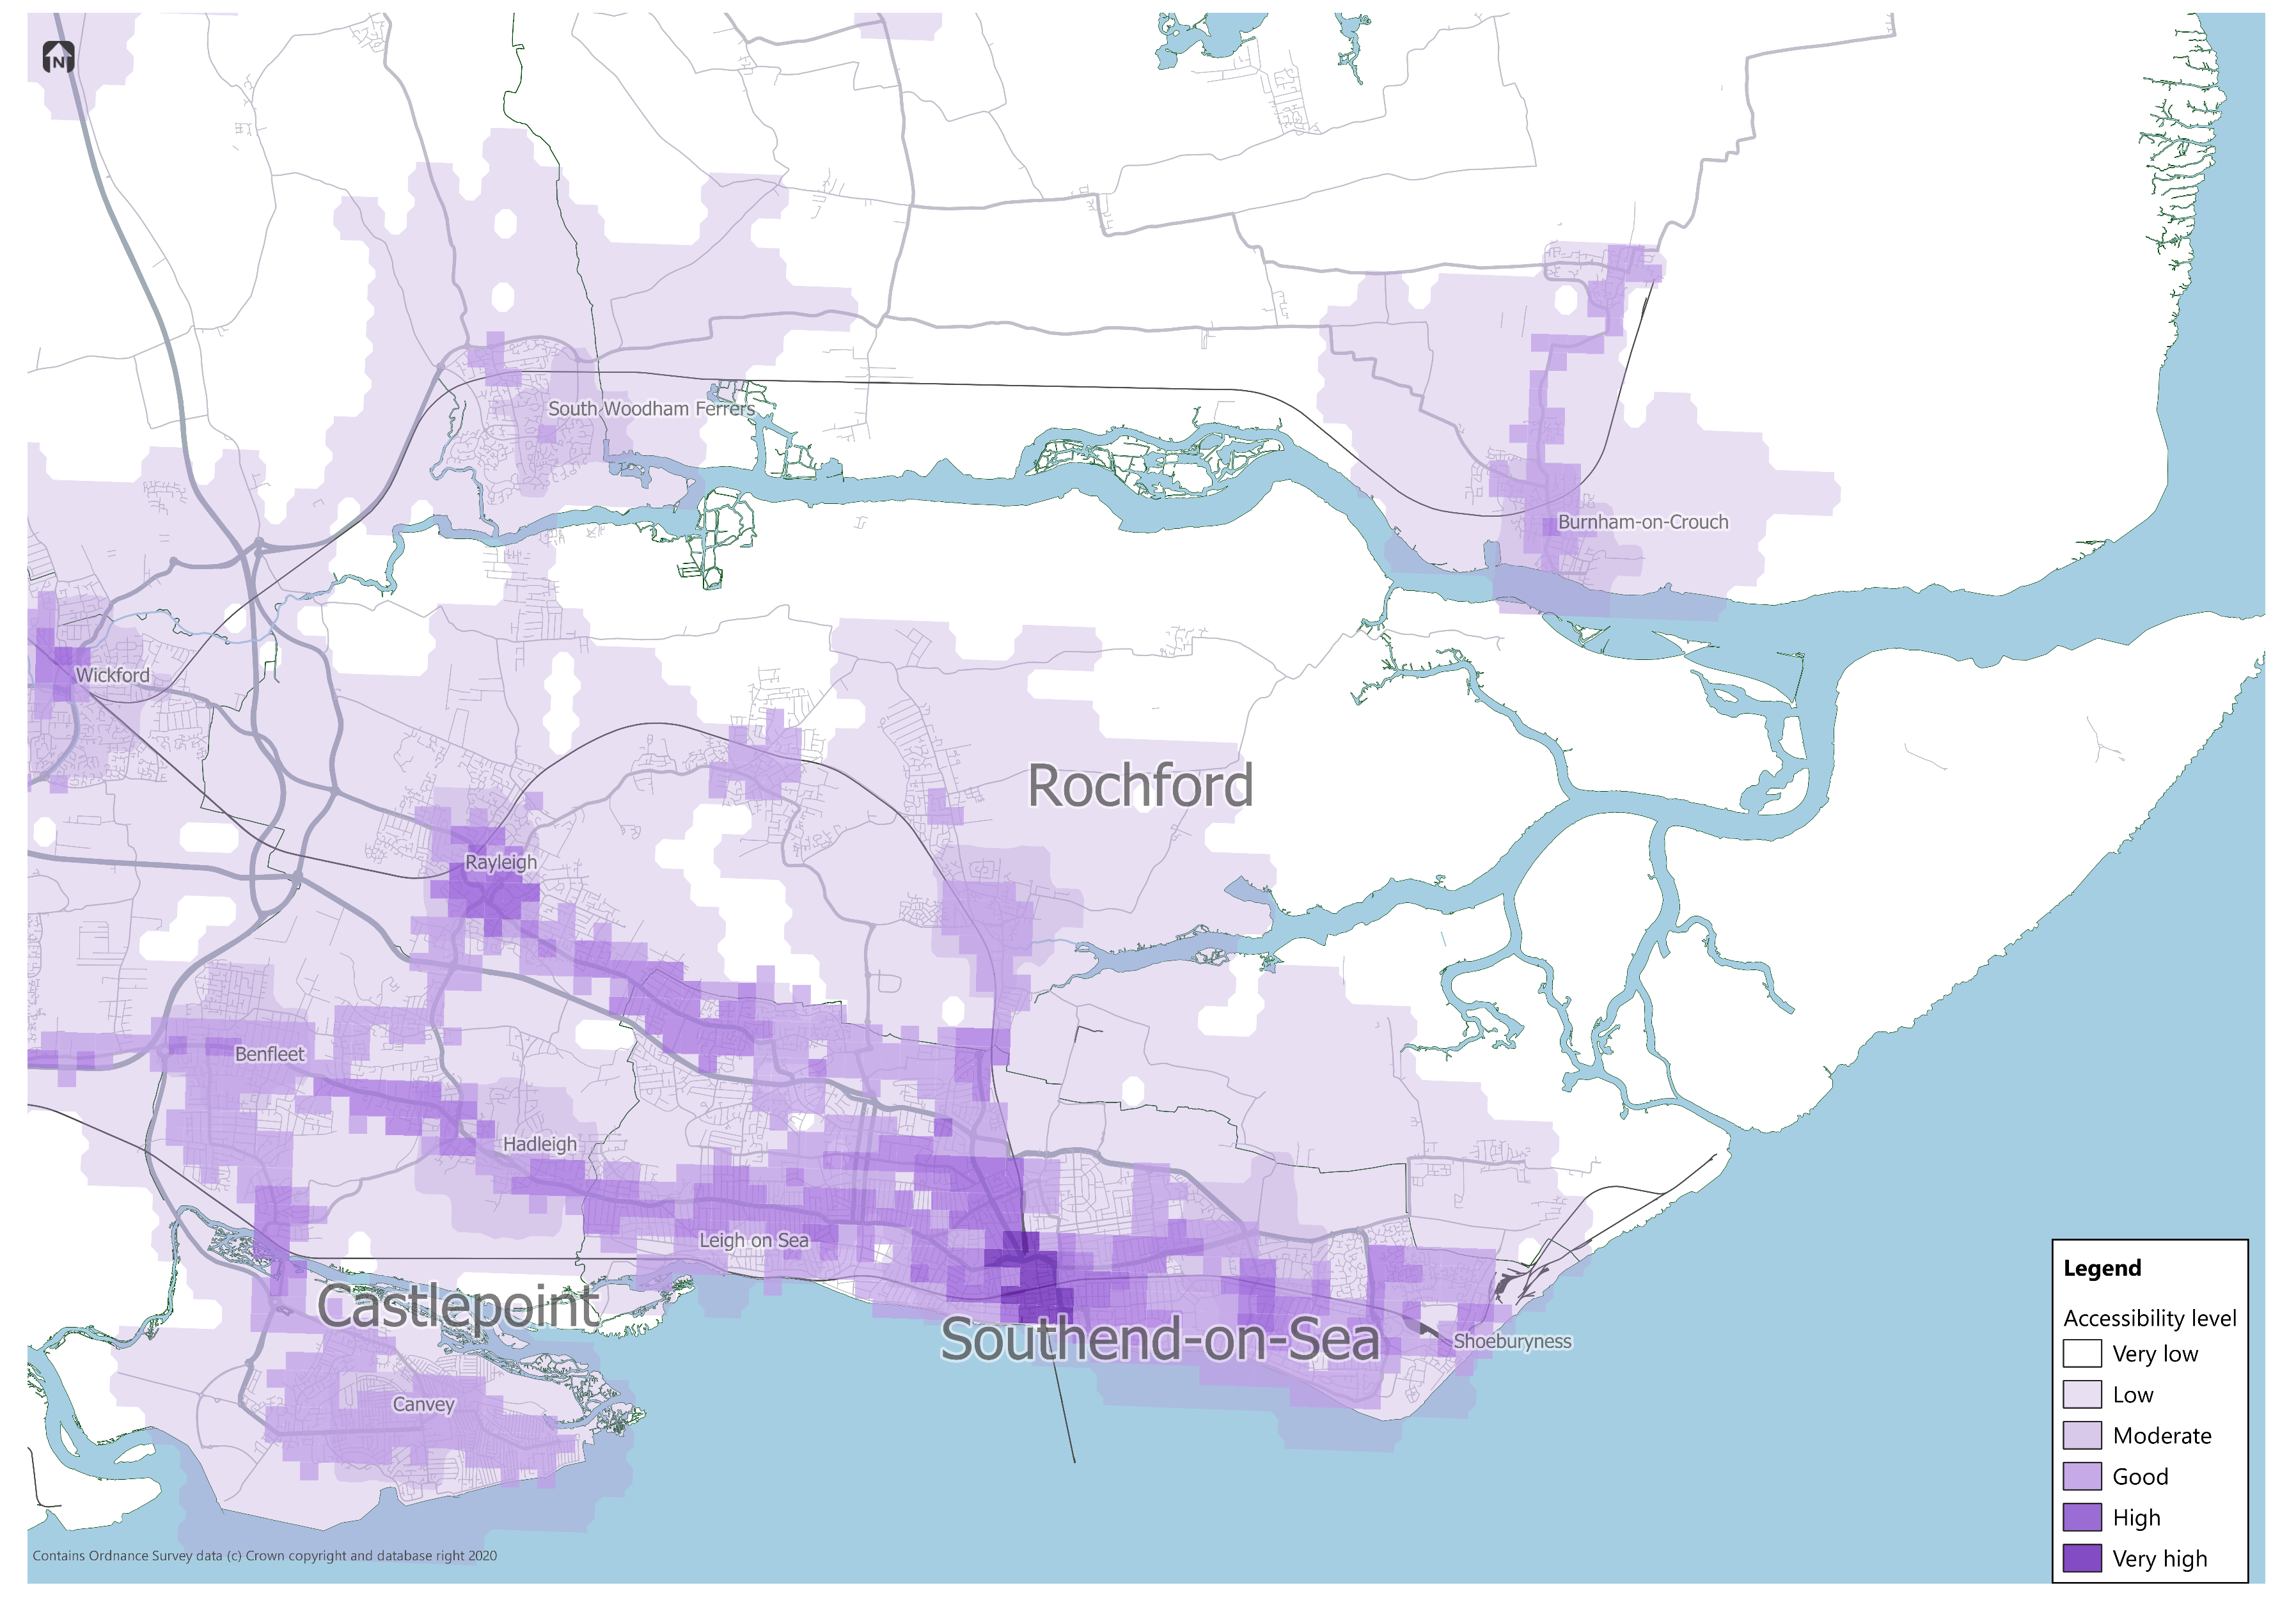 N
South Woodham Ferrers
Burnham-on-Crouch
Wickford
Rochford
Rayleigh
Benfleet
Hadleigh
Leigh on Sea
Castlepoint
Southend-on-Sea
Shoeburyness
Canvey
Legend
Accessibility level
Very low
Low
Moderate
Good
High
Very high
Contains Ordnance Survey data (c) Crown copyright and database right 2020